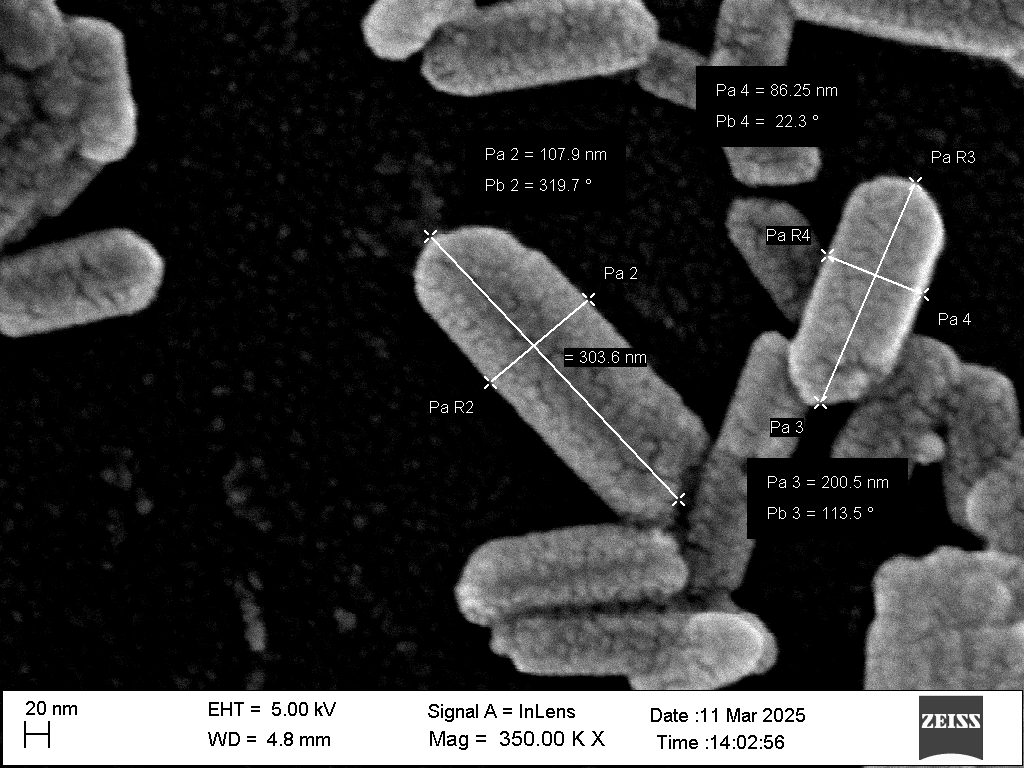 Pa 4 = 86.25 nm
Pb 4 =  22.3 °
Pa 2 = 107.9 nm
Pb 2 = 319.7 °
Pa R3
Pa R4
Pa 2
Pa 4
= 303.6 nm
Pa R2
Pa 3
Pa 3 = 200.5 nm
Pb 3 = 113.5 °
20 nm
EHT =  5.00 kV
WD =  4.8 mm
Signal A = InLens
Mag =  350.00 K X
Date :11 Mar 2025
Time :14:02:56
ZEISS